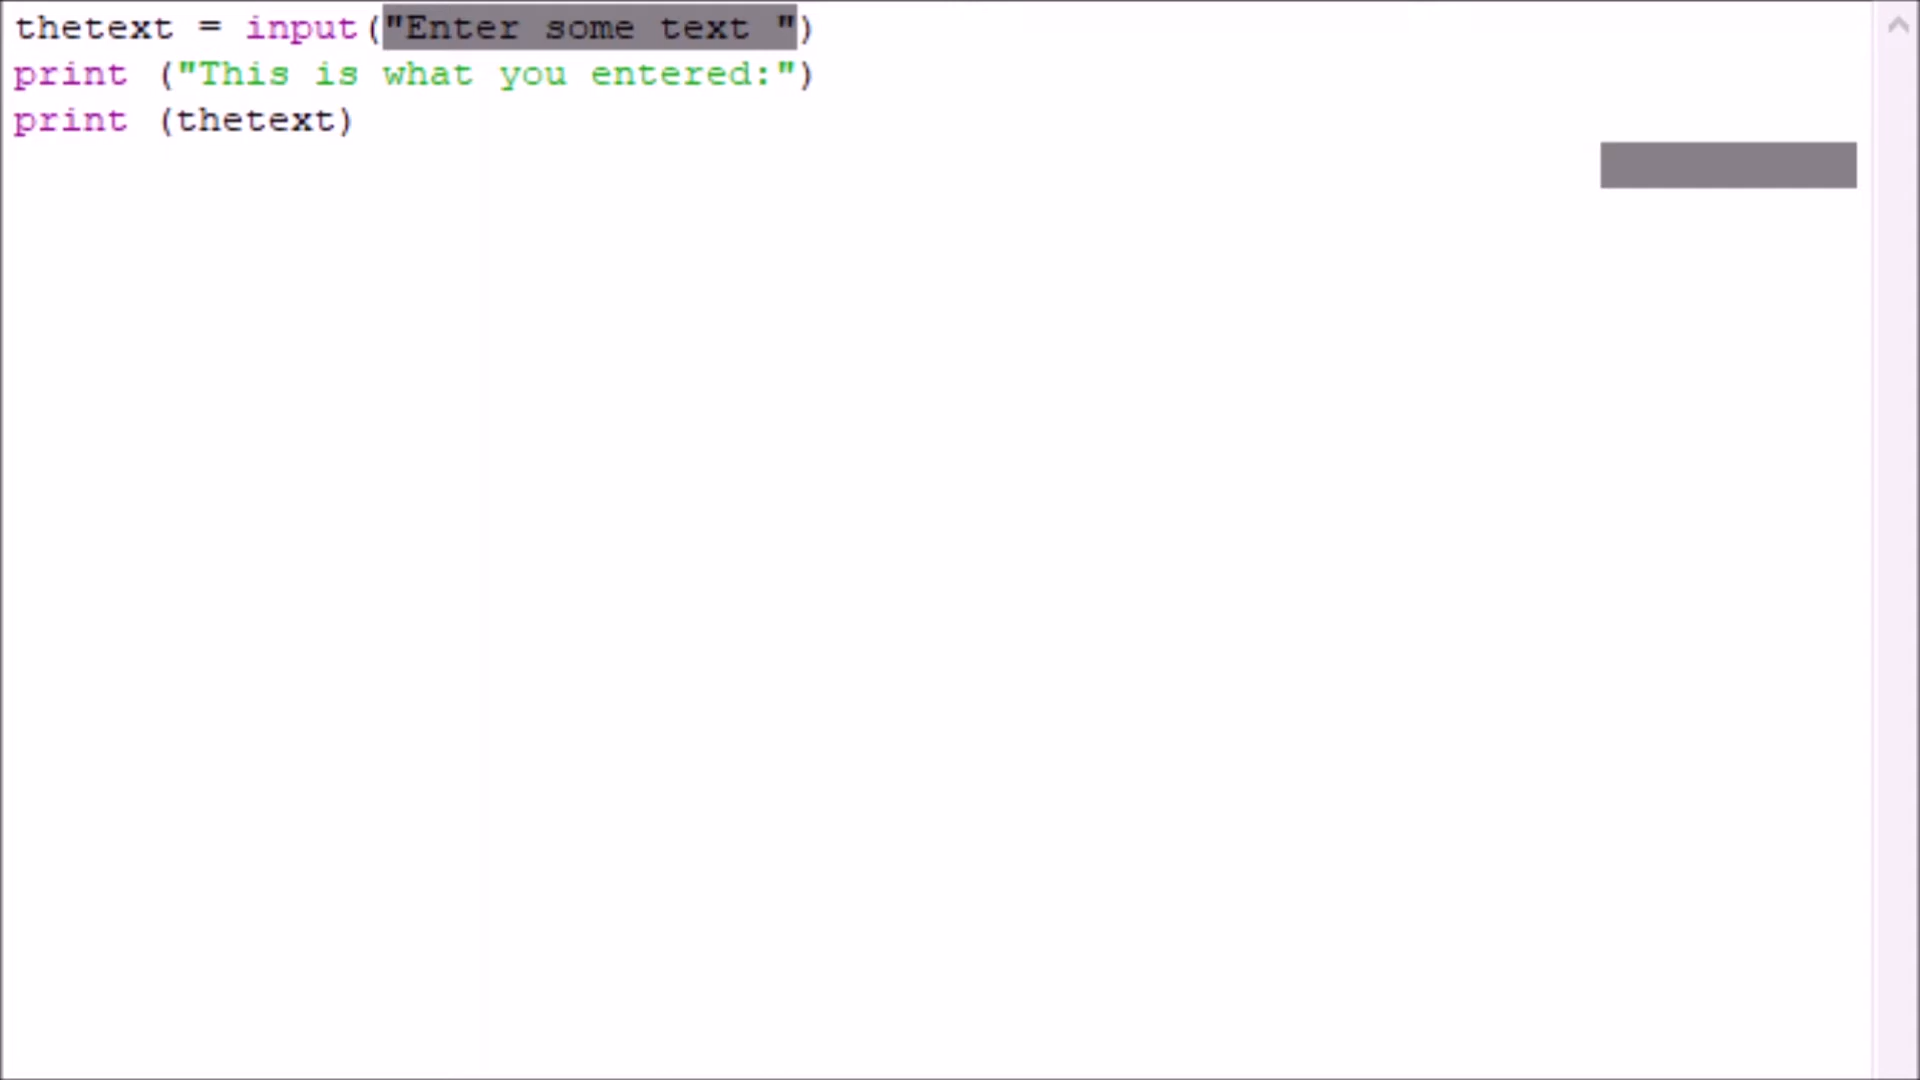 thetext = input("Enter some text ")
print ("This is what you entered:")
print (thetext)